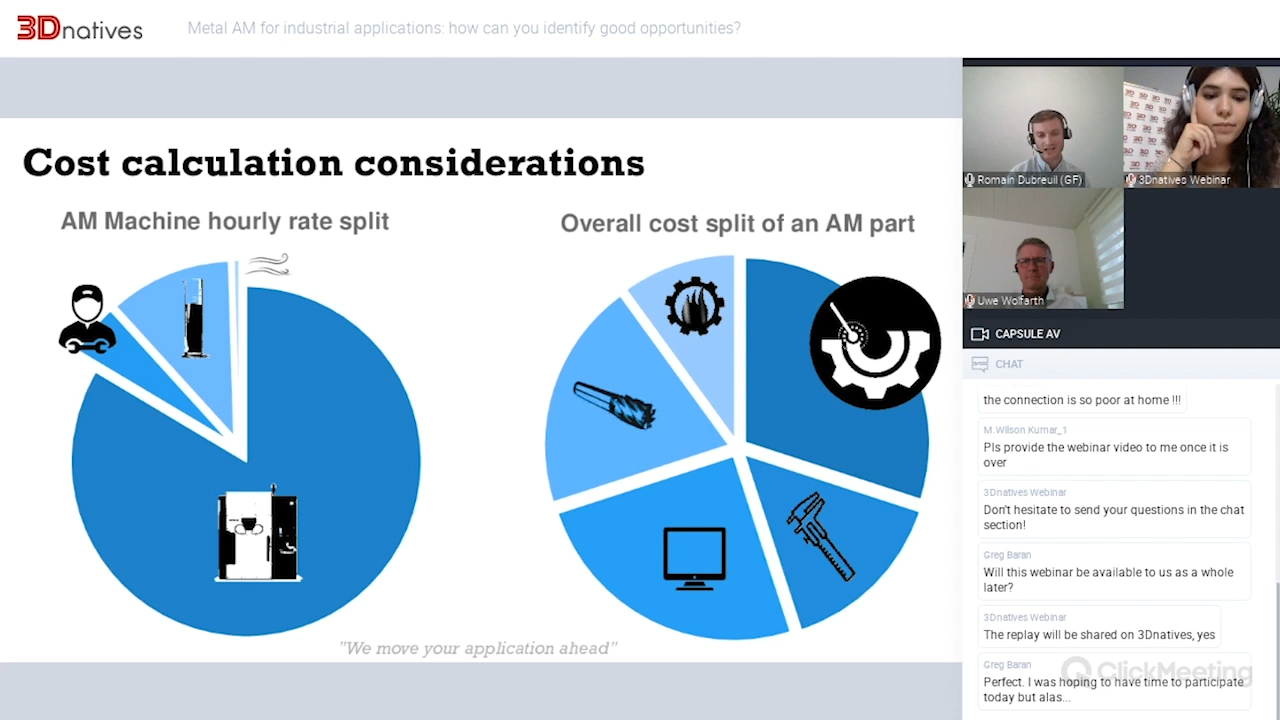 3Dnatives
Metal AM for industrial applications: how can you identify good opportunities?
Cost calculation considerations
AM Machine hourly rate split
Overall cost split of an AM part
"We move your application ahead"
Romain Dubreuil (GF)
3Dnatives Webinar
Uwe Wolfarth
CAPSULE AV
CHAT
the connection is so poor at home !!!
M.Wilson Kumar_1
Pls provide the webinar video to me once it is
over
3Dnatives Webinar
Don't hesitate to send your questions in the chat
section!
Greg Baran
Will this webinar be available to us as a whole
later?
3Dnatives Webinar
The replay will be shared on 3Dnatives, yes
Greg Baran
Perfect. I was hoping to have time to participate
today but alas...
ClickMeeting